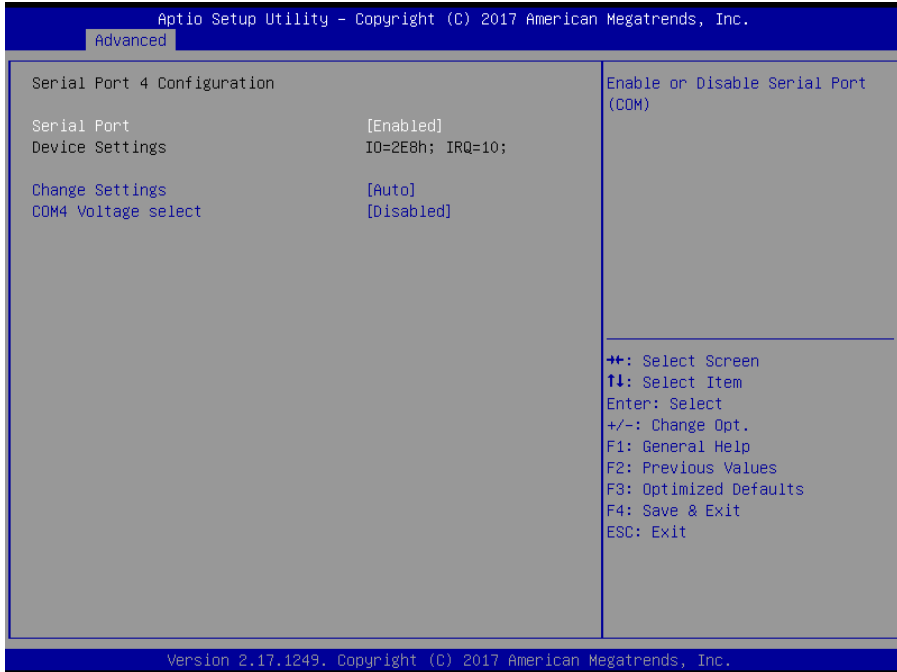 Aptio Setup Utility – Copyright (C) 2017 American Megatrends, Inc.
Advanced
Serial Port 4 Configuration
Serial Port [Enabled]
Device Settings IO=2E8h; IRQ=10;
Change Settings [Auto]
COM4 Voltage select [Disabled]
Enable or Disable Serial Port
(COM)
→←: Select Screen
↑↓: Select Item
Enter: Select
+/-: Change Opt.
F1: General Help
F2: Previous Values
F3: Optimized Defaults
F4: Save & Exit
ESC: Exit
Version 2.17.1249. Copyright (C) 2017 American Megatrends, Inc.